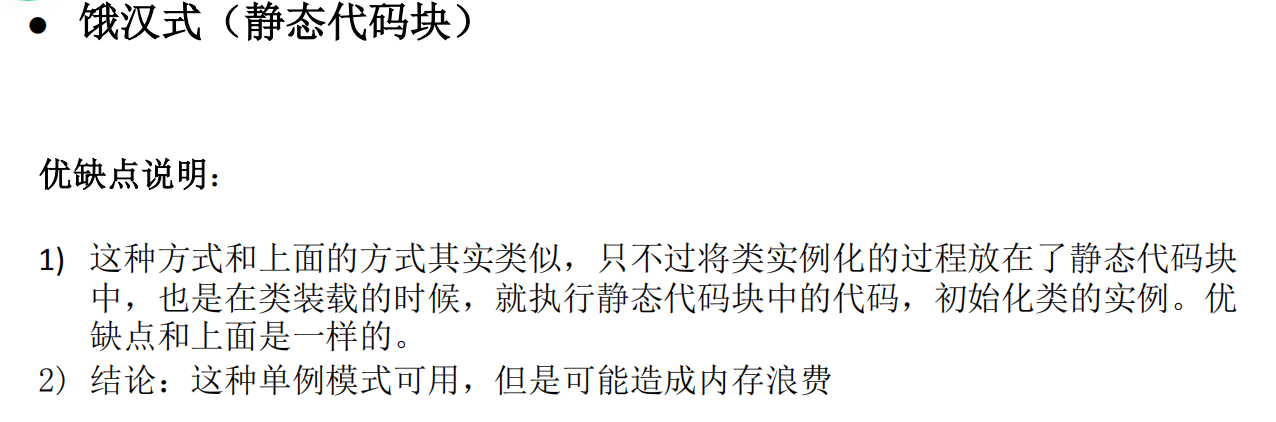 ● 饿汉式（静态代码块）
优缺点说明：
1) 这种方式和上面的方式其实类似，只不过将类实例化的过程放在了静态代码块
中，也是在类装载的时候，就执行静态代码块中的代码，初始化类的实例。优
缺点和上面是一样的。
2) 结论：这种单例模式可用，但是可能造成内存浪费